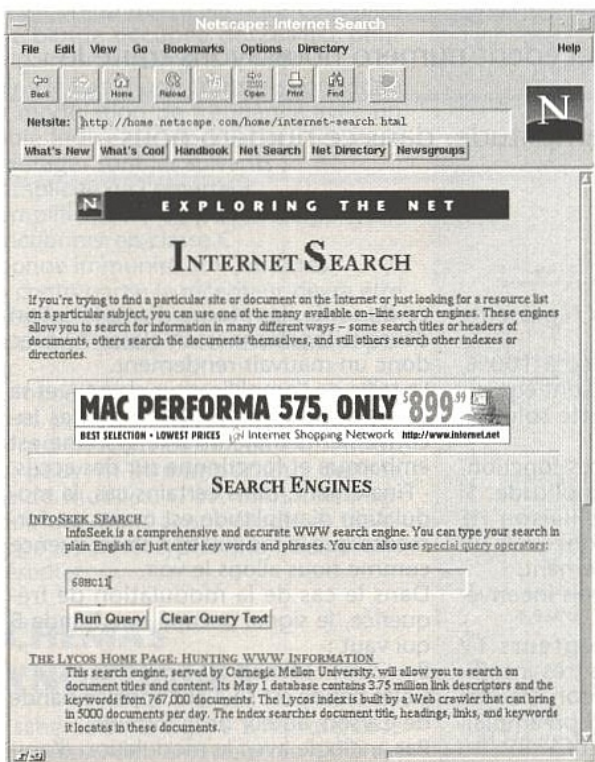 Netscape: Internet Search
File Edit View Go Bookmarks Options Directory Help
Back Home Reload Open Print Find
Netsite: http://home.netscape.com/home/internet-search.html
N
What's New What's Cool Handbook Net Search Net Directory Newsgroups
N EXPLORING THE NET
INTERNET SEARCH
If you're trying to find a particular site or document on the Internet or just looking for a resource list
on a particular subject, you can use one of the many available on-line search engines. These engines
allow you to search for information in many different ways – some search titles or headers of
documents, others search the documents themselves, and still others search other indexes or
directories.
MAC PERFORMA 575, ONLY $899.99
BEST SELECTION • LOWEST PRICES Internet Shopping Network http://www.internet.net
SEARCH ENGINES
INFOSEEK SEARCH
InfoSeek is a comprehensive and accurate WWW search engine. You can type your search in
plain English or just enter key words and phrases. You can also use special query operators:
68HC11
Run Query Clear Query Text
THE LYCOS HOME PAGE: HUNTING WWW INFORMATION
This search engine, served by Carnegie Mellon University, will allow you to search on
document titles and content. Its May 1 database contains 3.75 million link descriptors and the
keywords from 767,000 documents. The Lycos index is built by a Web crawler that can bring
in 5000 documents per day. The index searches document title, headings, links, and keywords
it locates in these documents.